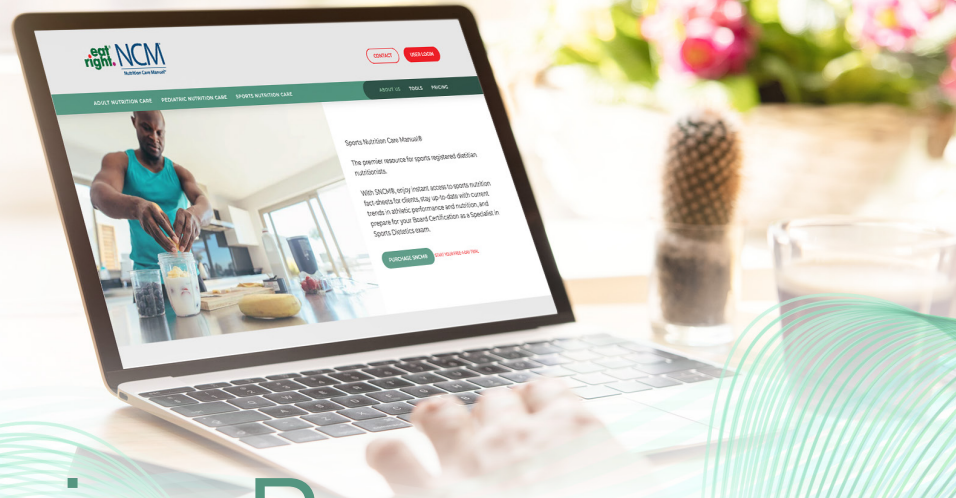 eat
right. NCM
Nutrition Care Manual®
CONTACT
USER LOGIN
ADULT NUTRITION CARE PEDIATRIC NUTRITION CARE SPORTS NUTRITION CARE
ABOUT US TOOLS PRICING
Sports Nutrition Care Manual®
The premier resource for sports registered dietitian
nutritionists.
With SNCM®, enjoy instant access to sports nutrition
fact-sheets for clients, stay up-to-date with current
trends in athletic performance and nutrition, and
prepare for your Board Certification as a Specialist in
Sports Dietetics exam.
PURCHASE SNCM®